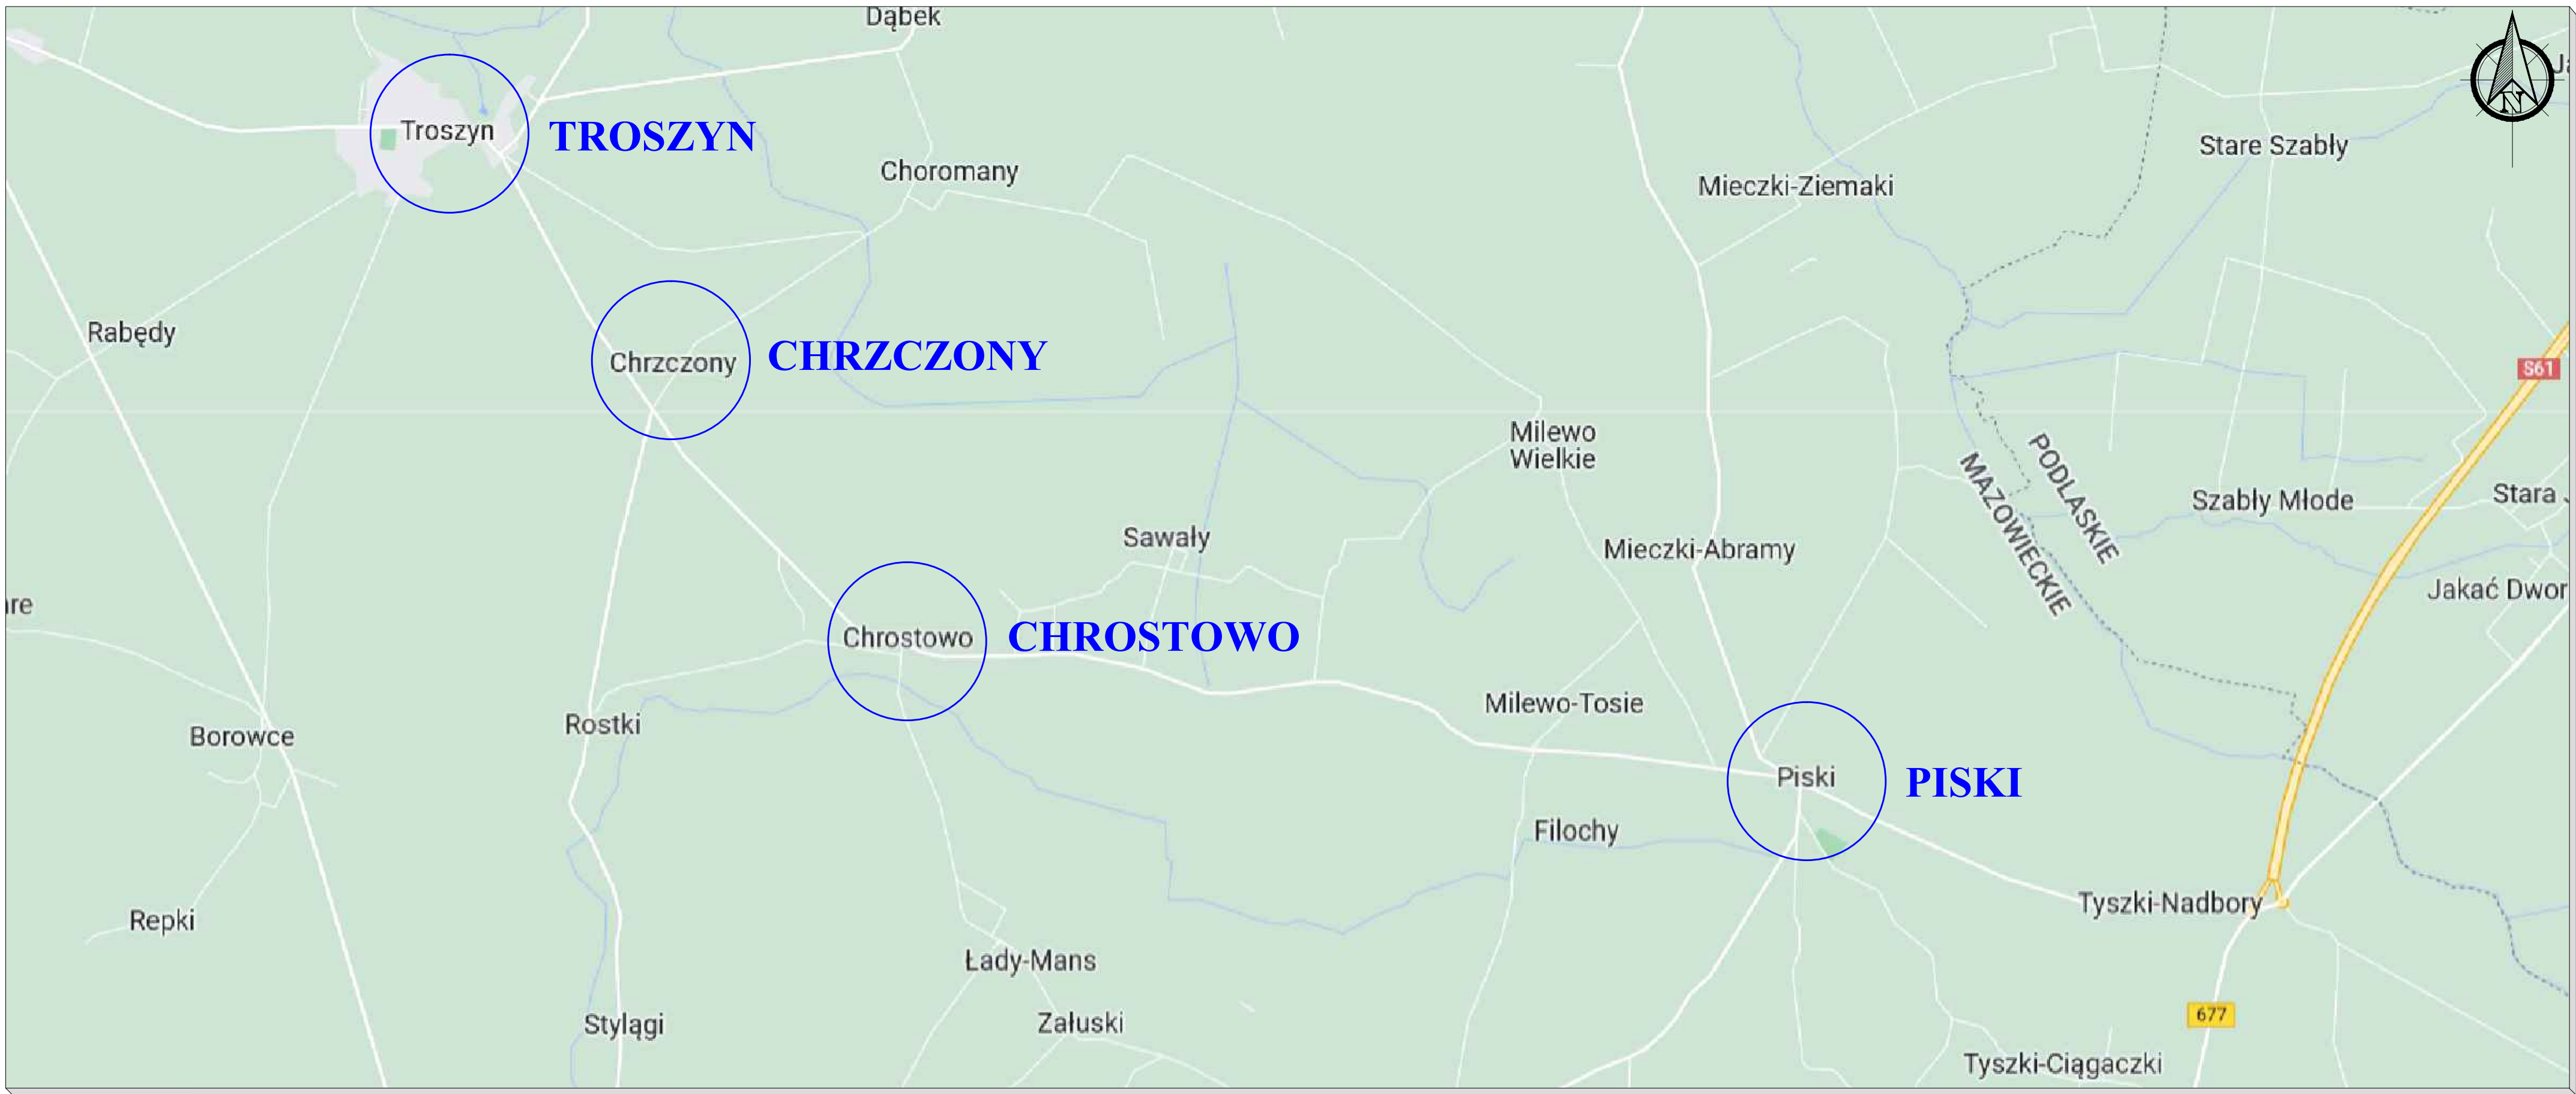 Dąbek
N
Troszyn
TROSZYN
Stare Szabły
Choromany
Mieczki-Ziemaki
Rabędy
Chrzczony
CHRZCZONY
S61
Milewo
Wielkie
PODLASKIE
MAZOWIECKIE
Szabły Młode
Stara
Sawały
Mieczki-Abramy
Jakać Dwor
Chrostowo
CHROSTOWO
Milewo-Tosie
Rostki
Borowce
Piski
PISKI
Filochy
Tyszki-Nadbory
Repki
Łady-Mans
677
Stylągi
Załuski
Tyszki-Ciągaczki